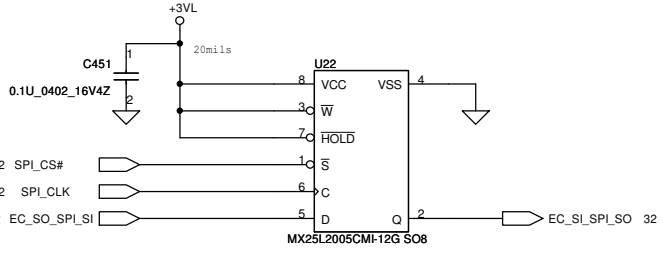 +3VL
1
20mils
C451
U22
0.1U_0402_16V4Z
2
8 VCC VSS 4
3 W
7 HOLD
2 SPI_CS# 1 S
2 SPI_CLK 6 C
EC_SO_SPI_SI 5 D Q 2 EC_SI_SPI_SO 32
MX25L2005CMI-12G SO8